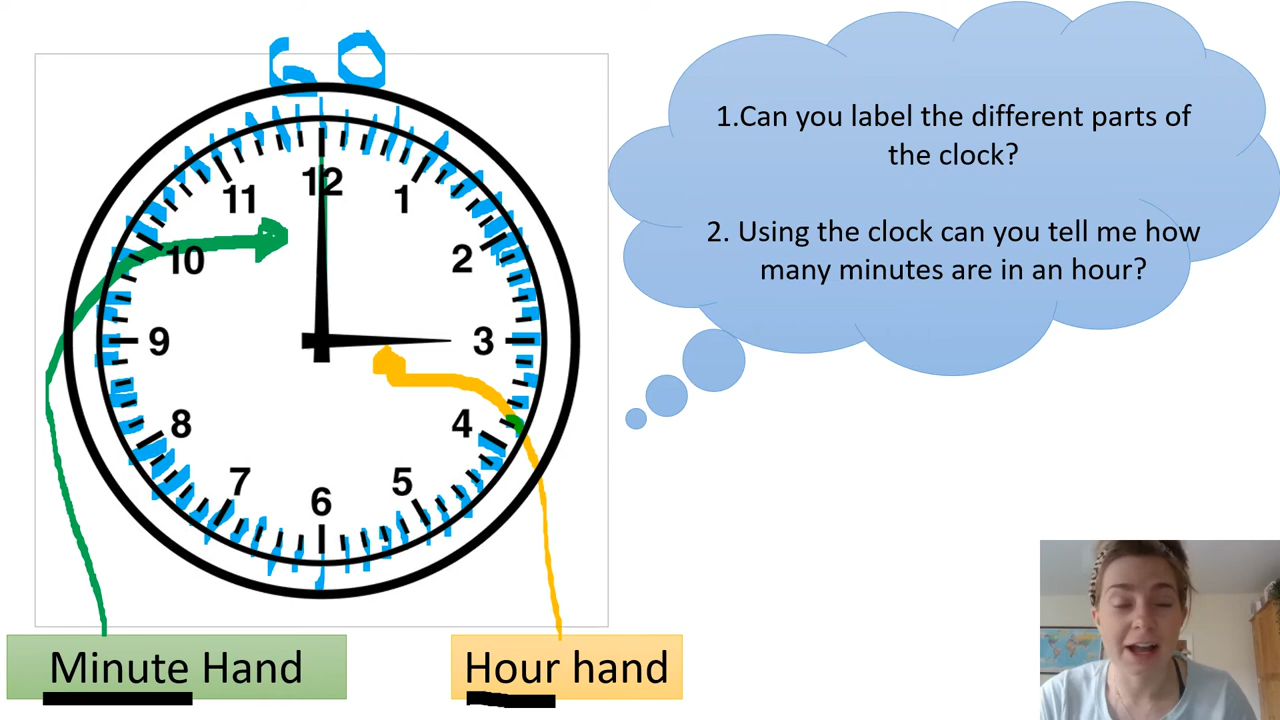 60
12
11
1
10
2
9
3
8
4
7
5
6
Minute Hand
Hour hand
1.Can you label the different parts of
the clock?
2. Using the clock can you tell me how
many minutes are in an hour?